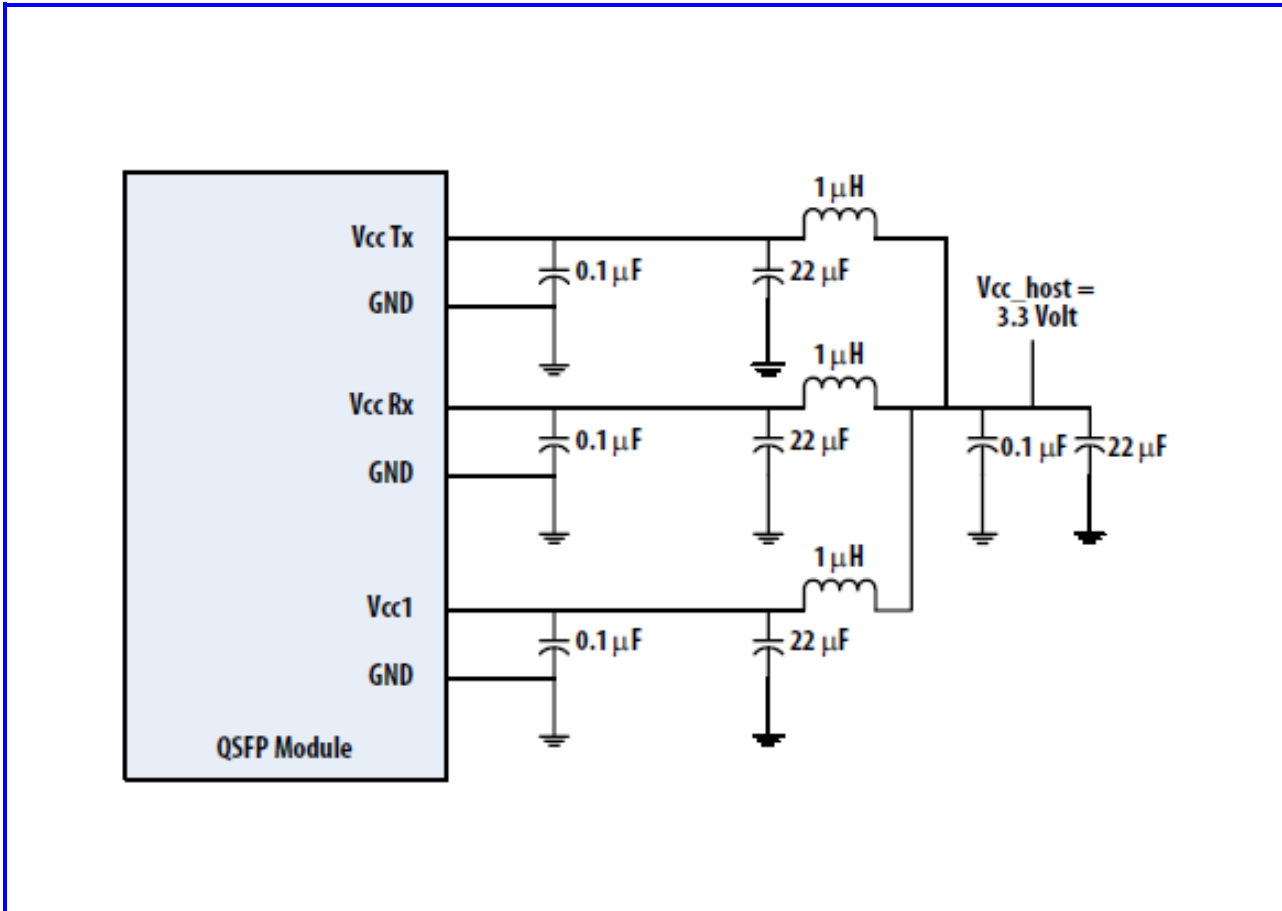 1 μH
Vcc Tx
0.1 μF
22 μF
GND
Vcc_host =
3.3 Volt
1 μH
Vcc Rx
0.1 μF
22 μF
0.1 μF
22 μF
GND
1 μH
Vcc1
0.1 μF
22 μF
GND
QSFP Module